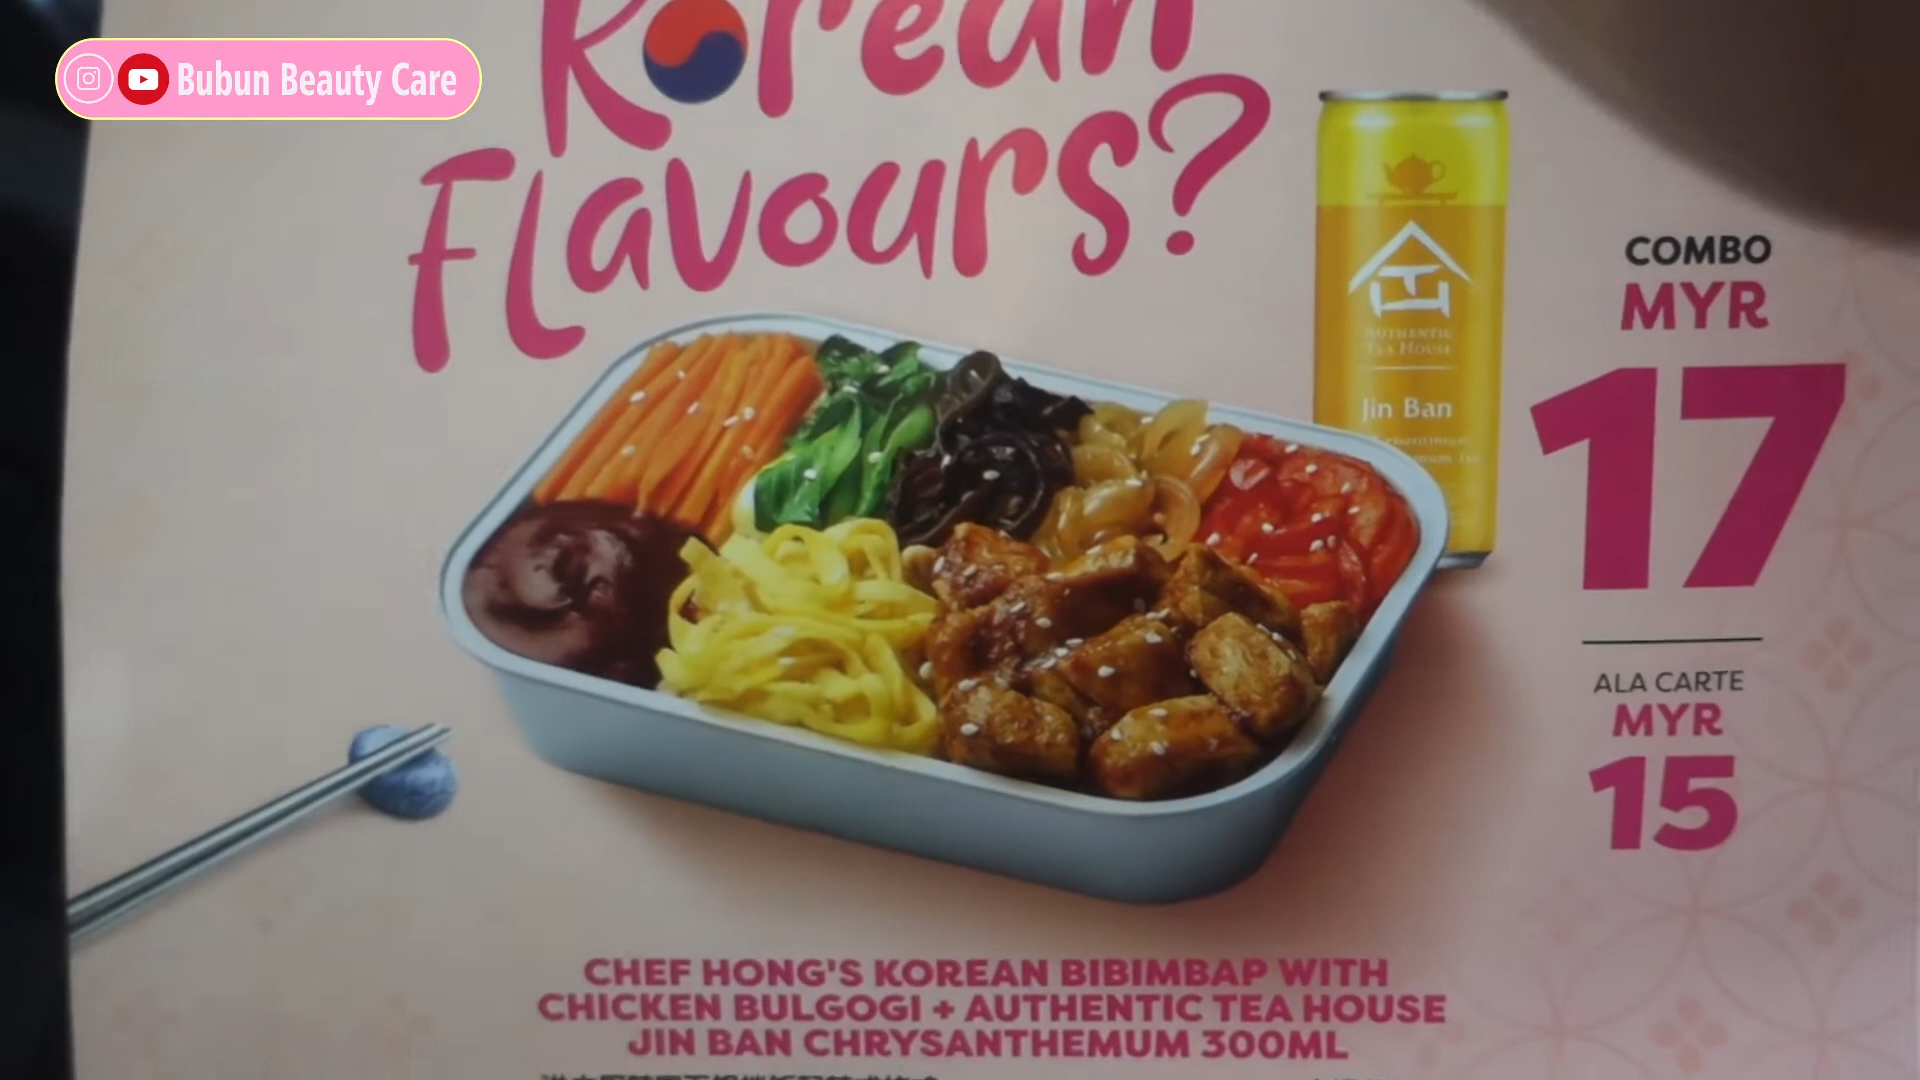 Bubun Beauty Care
Korean
Flavours?
AUTHENTIC
TEA HOUSE
Jin Ban
COMBO
MYR
17
ALA CARTE
MYR
15
CHEF HONG'S KOREAN BIBIMBAP WITH
CHICKEN BULGOGI + AUTHENTIC TEA HOUSE
JIN BAN CHRYSANTHEMUM 300ML